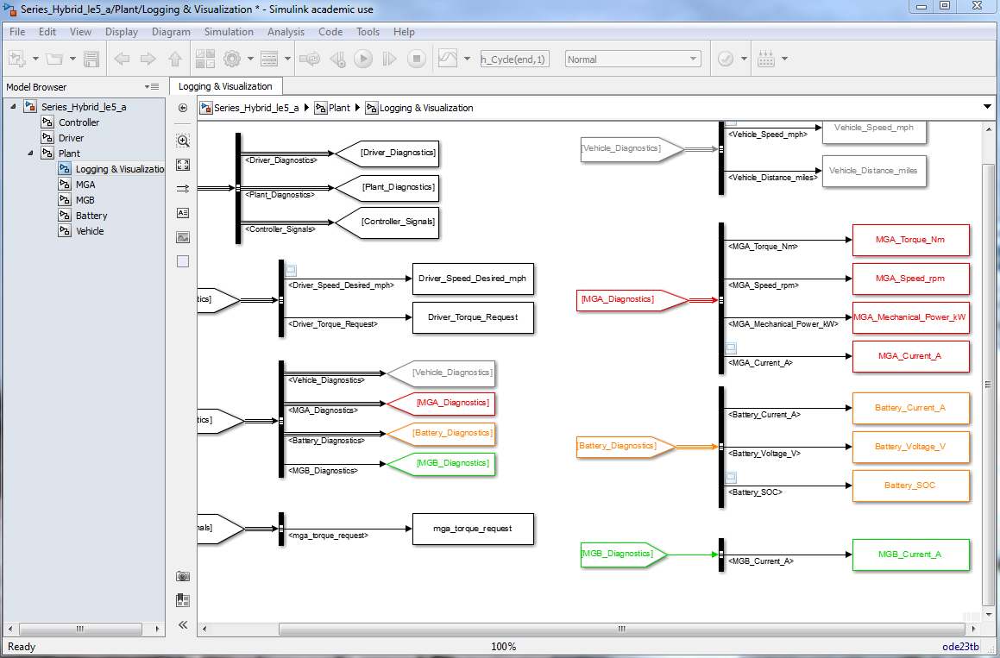 Series_Hybrid_le5_a/Plant/Logging & Visualization * - Simulink academic use
File Edit View Display Diagram Simulation Analysis Code Tools Help
h_Cycle(end,1) Normal
Model Browser
Logging & Visualization
Series_Hybrid_le5_a
Controller
Driver
Plant
Logging & Visualizatio
MGA
MGB
Battery
Vehicle
Series_Hybrid_le5_a Plant Logging & Visualization
<Driver_Diagnostics>
[Driver_Diagnostics]
<Plant_Diagnostics>
[Plant_Diagnostics]
<Controller_Signals>
[Controller_Signals]
tics]
<Driver_Speed_Desired_mph>
Driver_Speed_Desired_mph
<Driver_Torque_Request>
Driver_Torque_Request
tics]
<Vehicle_Diagnostics>
[Vehicle_Diagnostics]
<MGA_Diagnostics>
[MGA_Diagnostics]
<Battery_Diagnostics>
[Battery_Diagnostics]
<MGB_Diagnostics>
[MGB_Diagnostics]
nals]
<mga_torque_request>
mga_torque_request
[Vehicle_Diagnostics]
<Vehicle_Speed_mph>
Vehicle_Speed_mph
<Vehicle_Distance_miles>
Vehicle_Distance_miles
[MGA_Diagnostics]
<MGA_Torque_Nm>
MGA_Torque_Nm
<MGA_Speed_rpm>
MGA_Speed_rpm
<MGA_Mechanical_Power_kW>
MGA_Mechanical_Power_kW
<MGA_Current_A>
MGA_Current_A
[Battery_Diagnostics]
<Battery_Current_A>
Battery_Current_A
<Battery_Voltage_V>
Battery_Voltage_V
<Battery_SOC>
Battery_SOC
[MGB_Diagnostics]
<MGB_Current_A>
MGB_Current_A
Ready 100% ode23tb